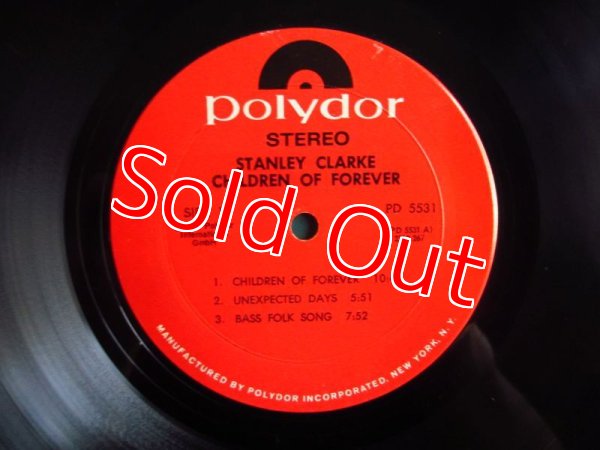 polydor
STEREO
STANLEY CLARKE
CHILDREN OF FOREVER
Sold Out
PD 5531
GmbH
1. CHILDREN OF FOREVER
2. UNEXPECTED DAYS 5:51
3. BASS FOLK SONG 7:52
MANUFACTURED BY POLYDOR INCORPORATED, NEW YORK, N.Y.